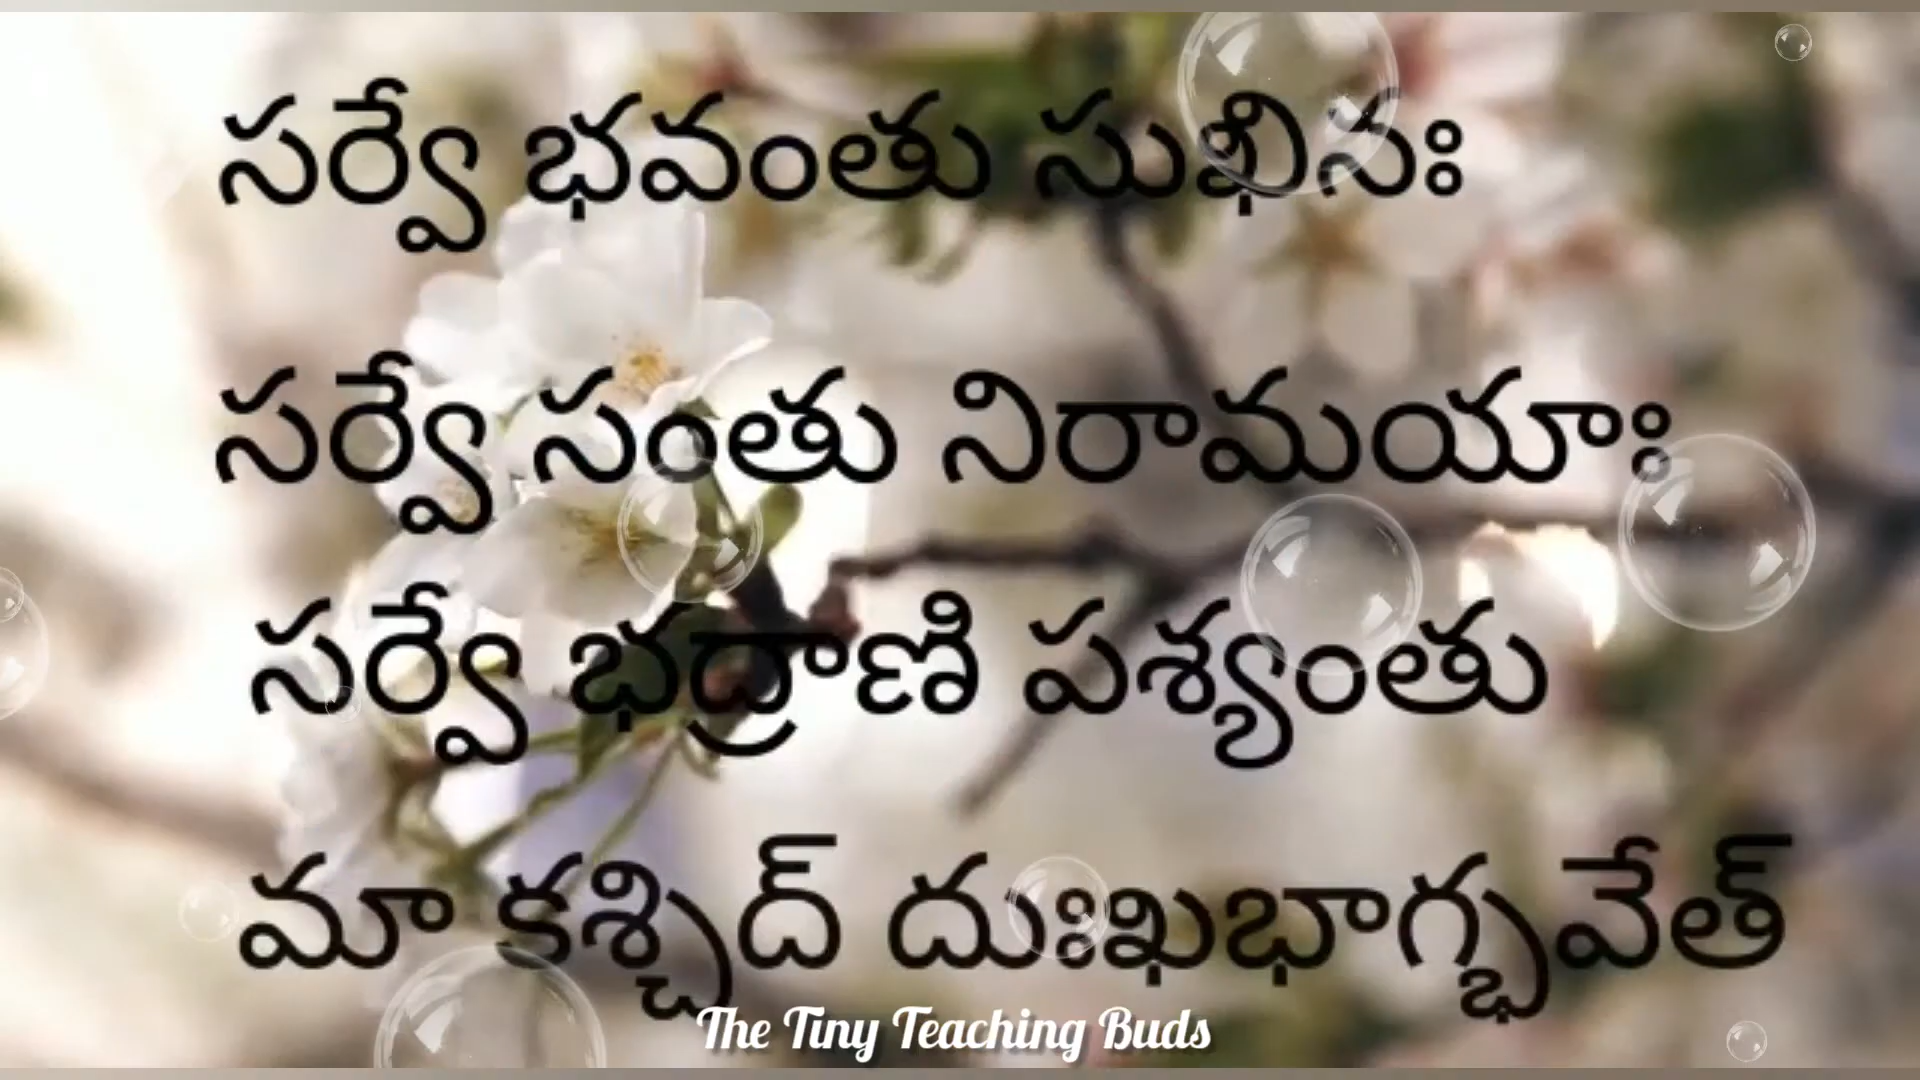 సర్వే భవంతు సుఖినః
సర్వే సంతు నిరామయాః
సర్వే భద్రాణి పశ్యంతు
మా కశ్చిద్ దుఃఖభాగ్భవేత్
The Tiny Teaching Buds